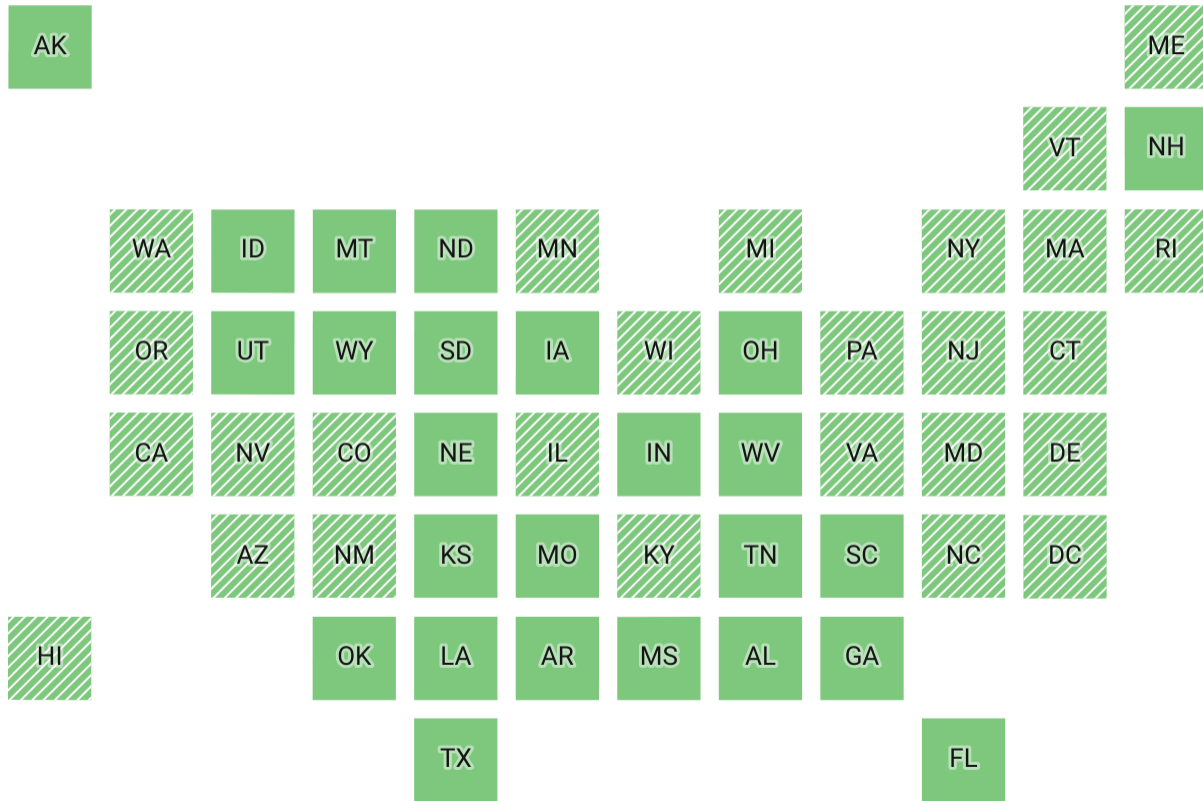 AK ME
VT NH
WA ID MT ND MN MI NY MA RI
OR UT WY SD IA WI OH PA NJ CT
CA NV CO NE IL IN WV VA MD DE
AZ NM KS MO KY TN SC NC DC
HI OK LA AR MS AL GA
TX FL